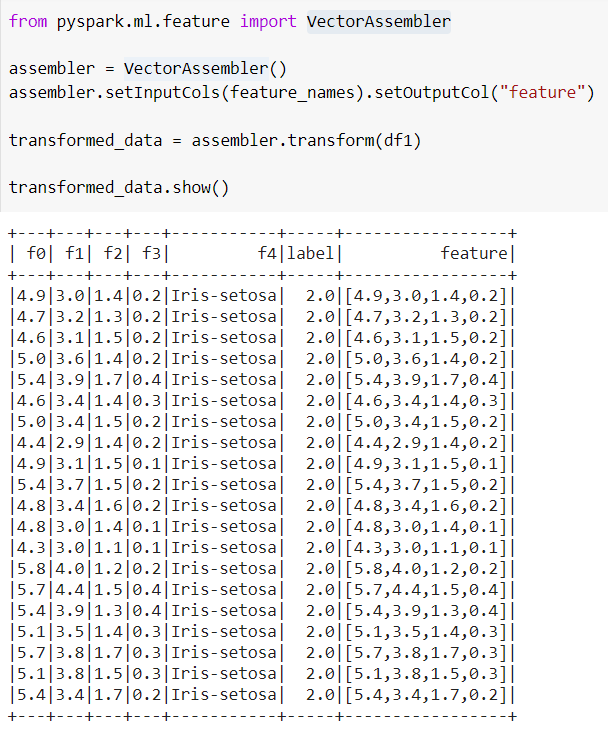 from pyspark.ml.feature import VectorAssembler
assembler = VectorAssembler()
assembler.setInputCols(feature_names).setOutputCol("feature")
transformed_data = assembler.transform(df1)
transformed_data.show()
+---+---+---+---+-----------+-----+-----------------+
| f0| f1| f2| f3|         f4|label|          feature|
+---+---+---+---+-----------+-----+-----------------+
|4.9|3.0|1.4|0.2|Iris-setosa|  2.0|[4.9,3.0,1.4,0.2]|
|4.7|3.2|1.3|0.2|Iris-setosa|  2.0|[4.7,3.2,1.3,0.2]|
|4.6|3.1|1.5|0.2|Iris-setosa|  2.0|[4.6,3.1,1.5,0.2]|
|5.0|3.6|1.4|0.2|Iris-setosa|  2.0|[5.0,3.6,1.4,0.2]|
|5.4|3.9|1.7|0.4|Iris-setosa|  2.0|[5.4,3.9,1.7,0.4]|
|4.6|3.4|1.4|0.3|Iris-setosa|  2.0|[4.6,3.4,1.4,0.3]|
|5.0|3.4|1.5|0.2|Iris-setosa|  2.0|[5.0,3.4,1.5,0.2]|
|4.4|2.9|1.4|0.2|Iris-setosa|  2.0|[4.4,2.9,1.4,0.2]|
|4.9|3.1|1.5|0.1|Iris-setosa|  2.0|[4.9,3.1,1.5,0.1]|
|5.4|3.7|1.5|0.2|Iris-setosa|  2.0|[5.4,3.7,1.5,0.2]|
|4.8|3.4|1.6|0.2|Iris-setosa|  2.0|[4.8,3.4,1.6,0.2]|
|4.8|3.0|1.4|0.1|Iris-setosa|  2.0|[4.8,3.0,1.4,0.1]|
|4.3|3.0|1.1|0.1|Iris-setosa|  2.0|[4.3,3.0,1.1,0.1]|
|5.8|4.0|1.2|0.2|Iris-setosa|  2.0|[5.8,4.0,1.2,0.2]|
|5.7|4.4|1.5|0.4|Iris-setosa|  2.0|[5.7,4.4,1.5,0.4]|
|5.4|3.9|1.3|0.4|Iris-setosa|  2.0|[5.4,3.9,1.3,0.4]|
|5.1|3.5|1.4|0.3|Iris-setosa|  2.0|[5.1,3.5,1.4,0.3]|
|5.7|3.8|1.7|0.3|Iris-setosa|  2.0|[5.7,3.8,1.7,0.3]|
|5.1|3.8|1.5|0.3|Iris-setosa|  2.0|[5.1,3.8,1.5,0.3]|
|5.4|3.4|1.7|0.2|Iris-setosa|  2.0|[5.4,3.4,1.7,0.2]|
+---+---+---+---+-----------+-----+-----------------+